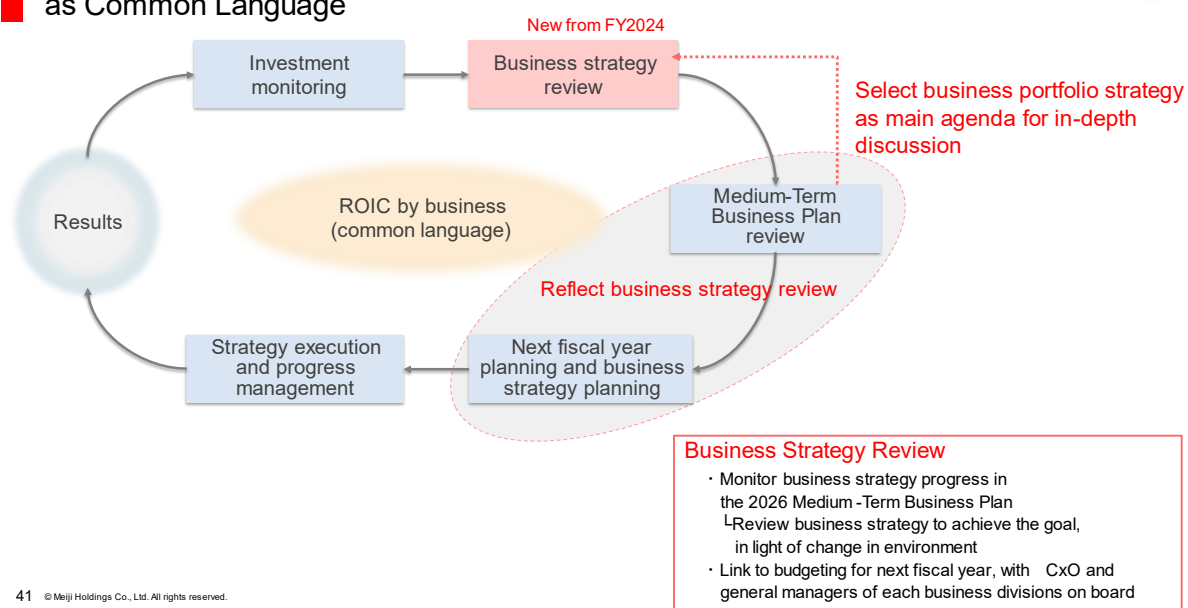 as Common Language
New from FY2024
Investment
monitoring
Business strategy
review
Select business portfolio strategy
as main agenda for in-depth
discussion
Results
ROIC by business
(common language)
Medium-Term
Business Plan
review
Reflect business strategy review
Strategy execution
and progress
management
Next fiscal year
planning and business
strategy planning
Business Strategy Review
・Monitor business strategy progress in
the 2026 Medium -Term Business Plan
└Review business strategy to achieve the goal,
in light of change in environment
・Link to budgeting for next fiscal year, with CxO and
general managers of each business divisions on board
41 © Meiji Holdings Co., Ltd. All rights reserved.